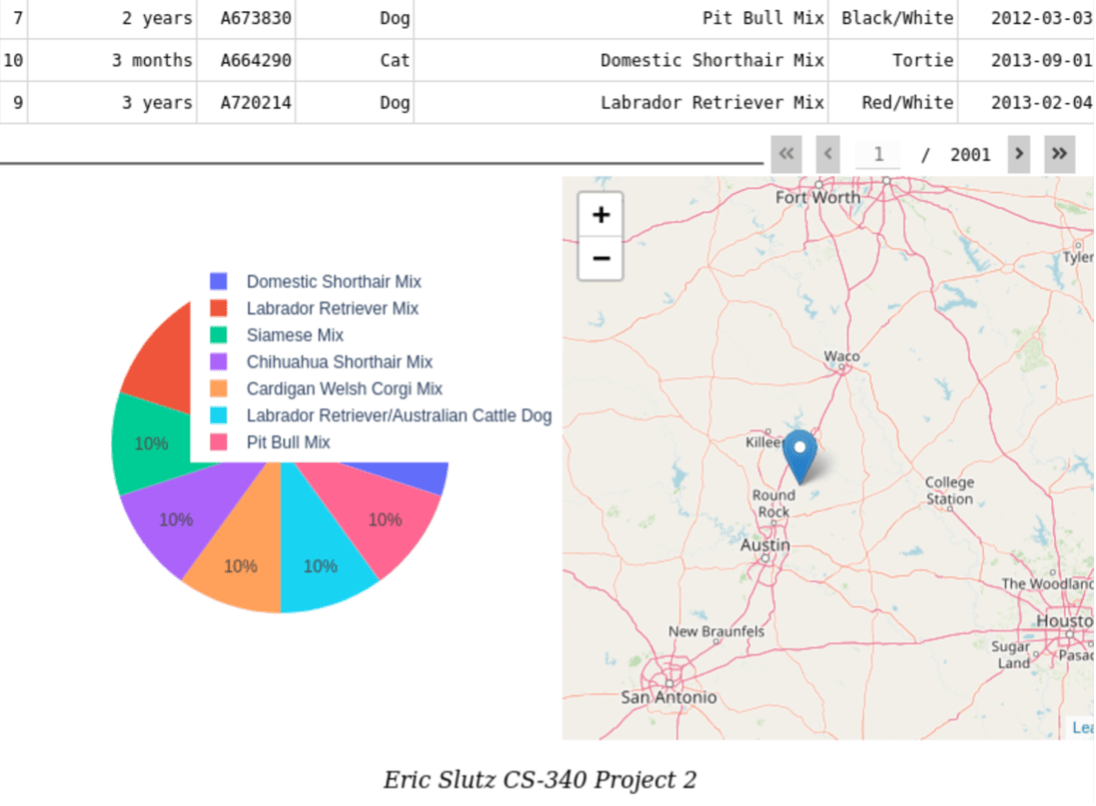 7 2 years A673830 Dog Pit Bull Mix Black/White 2012-03-03
10 3 months A664290 Cat Domestic Shorthair Mix Tortie 2013-09-01
9 3 years A720214 Dog Labrador Retriever Mix Red/White 2013-02-04
« ‹ 1 / 2001 › »
Domestic Shorthair Mix
Labrador Retriever Mix
Siamese Mix
Chihuahua Shorthair Mix
Cardigan Welsh Corgi Mix
Labrador Retriever/Australian Cattle Dog
Pit Bull Mix
10%
10%
10%
10%
10%
+
−
Fort Worth
Tyler
Waco
Killee
College
Station
Round
Rock
Austin
The Woodland
Housto
New Braunfels
Sugar
Land
Pasa
San Antonio
Lea
Eric Slutz CS-340 Project 2